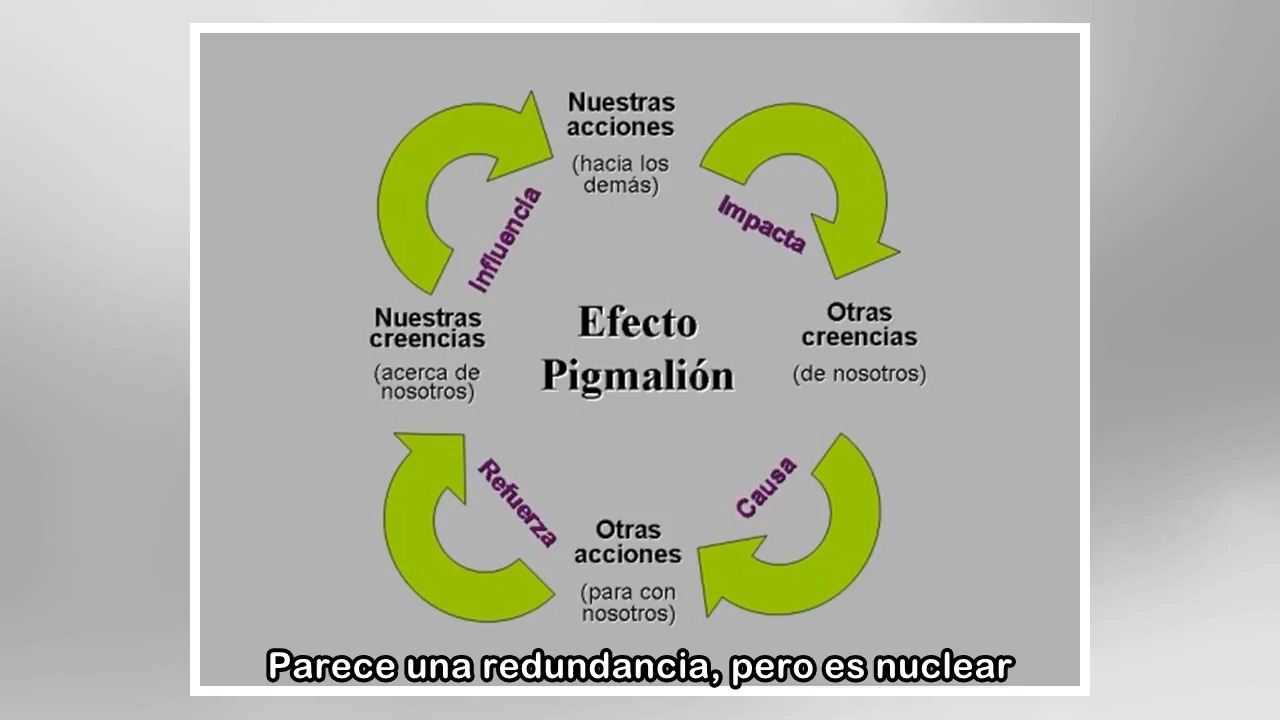 Nuestras
acciones
(hacia los
demás)
Influencia
Impacta
Nuestras
creencias
(acerca de
nosotros)
Efecto
Pigmalión
Otras
creencias
(de nosotros)
Refuerza
Causa
Otras
acciones
(para con
nosotros)
Parece una redundancia, pero es nuclear